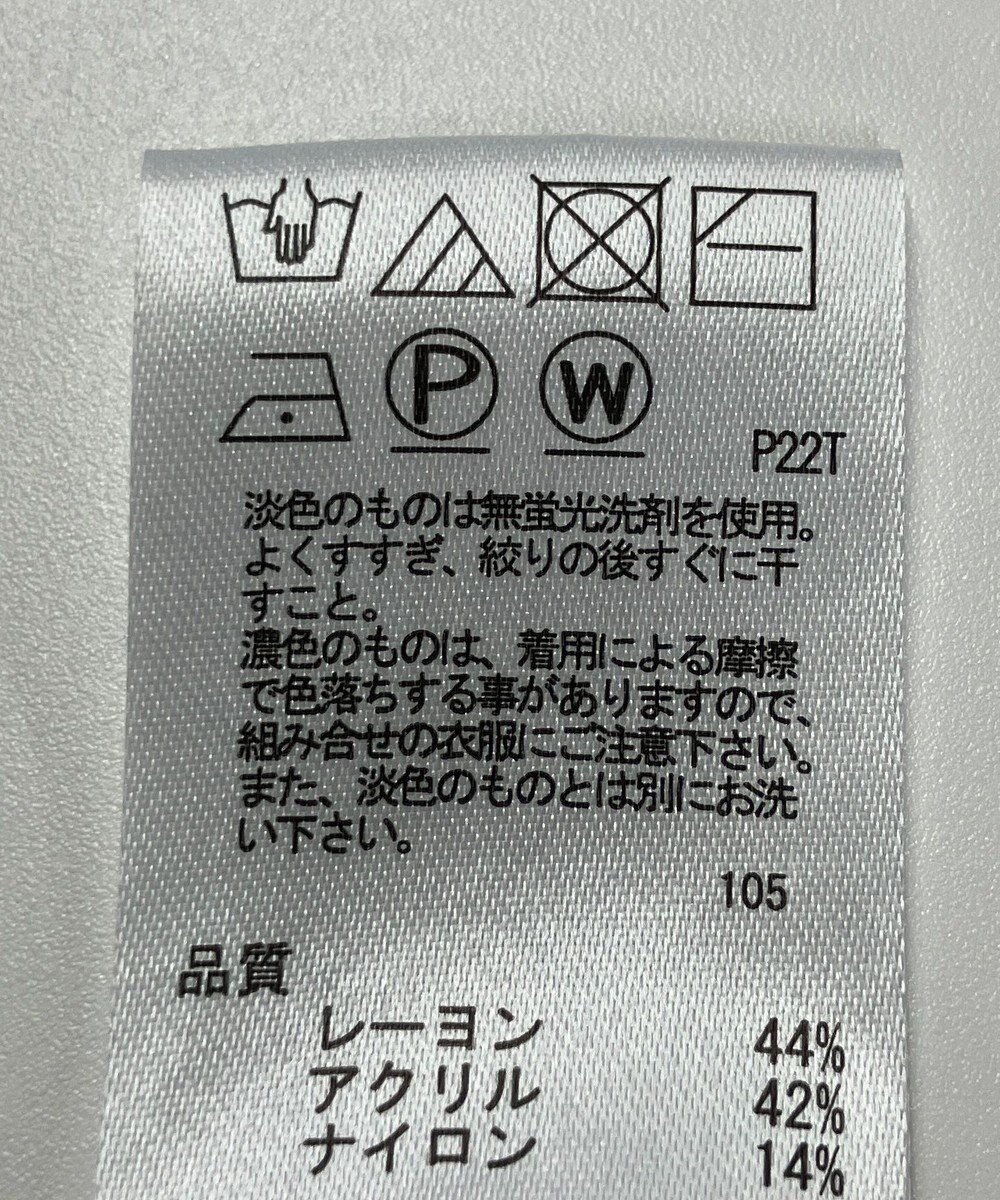 P W
P22T
淡色のものは無蛍光洗剤を使用。
よくすすぎ、絞りの後すぐに干
すこと。
濃色のものは、着用による摩擦
で色落ちする事がありますので、
組み合せの衣服にご注意下さい。
また、淡色のものとは別にお洗
い下さい。
105
品質
レーヨン 44%
アクリル 42%
ナイロン 14%